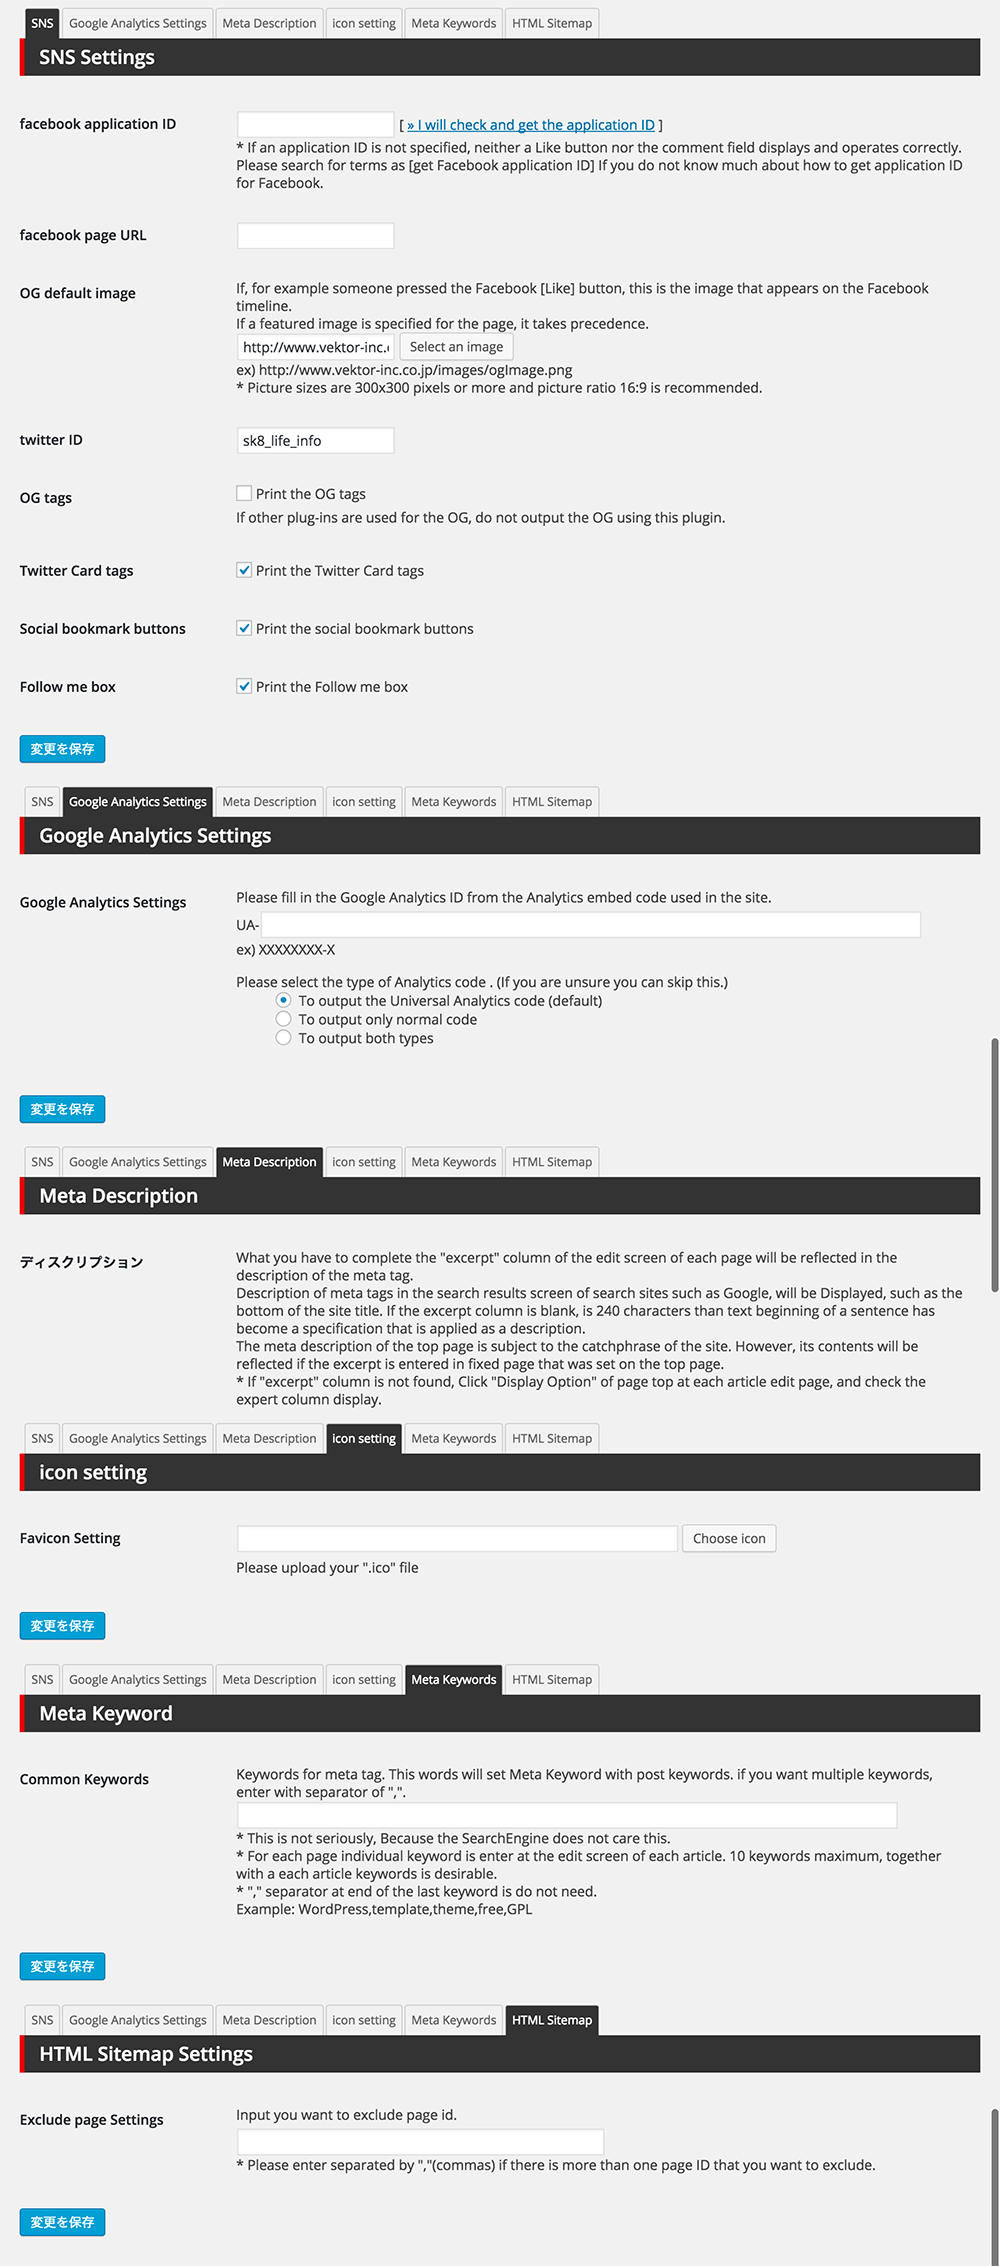 SNS Google Analytics Settings Meta Description icon setting Meta Keywords HTML Sitemap
SNS Settings
facebook application ID
[ » I will check and get the application ID ]
* If an application ID is not specified, neither a Like button nor the comment field displays and operates correctly.
Please search for terms as [get Facebook application ID] If you do not know much about how to get application ID
for Facebook.
facebook page URL
OG default image
If, for example someone pressed the Facebook [Like] button, this is the image that appears on the Facebook
timeline.
If a featured image is specified for the page, it takes precedence.
http://www.vektor-inc. Select an image
ex) http://www.vektor-inc.co.jp/images/ogImage.png
* Picture sizes are 300x300 pixels or more and picture ratio 16:9 is recommended.
twitter ID sk8_life_info
OG tags Print the OG tags
If other plug-ins are used for the OG, do not output the OG using this plugin.
Twitter Card tags Print the Twitter Card tags
Social bookmark buttons Print the social bookmark buttons
Follow me box Print the Follow me box
変更を保存
SNS Google Analytics Settings Meta Description icon setting Meta Keywords HTML Sitemap
Google Analytics Settings
Google Analytics Settings
Please fill in the Google Analytics ID from the Analytics embed code used in the site.
UA-
ex) XXXXXXXX-X
Please select the type of Analytics code . (If you are unsure you can skip this.)
To output the Universal Analytics code (default)
To output only normal code
To output both types
変更を保存
SNS Google Analytics Settings Meta Description icon setting Meta Keywords HTML Sitemap
Meta Description
ディスクリプション
What you have to complete the "excerpt" column of the edit screen of each page will be reflected in the
description of the meta tag.
Description of meta tags in the search results screen of search sites such as Google, will be Displayed, such as the
bottom of the site title. If the excerpt column is blank, is 240 characters than text beginning of a sentence has
become a specification that is applied as a description.
The meta description of the top page is subject to the catchphrase of the site. However, its contents will be
reflected if the excerpt is entered in fixed page that was set on the top page.
* If "excerpt" column is not found, Click "Display Option" of page top at each article edit page, and check the
expert column display.
SNS Google Analytics Settings Meta Description icon setting Meta Keywords HTML Sitemap
icon setting
Favicon Setting Choose icon
Please upload your ".ico" file
変更を保存
SNS Google Analytics Settings Meta Description icon setting Meta Keywords HTML Sitemap
Meta Keyword
Common Keywords
Keywords for meta tag. This words will set Meta Keyword with post keywords. if you want multiple keywords,
enter with separator of ",".
* This is not seriously, Because the SearchEngine does not care this.
* For each page individual keyword is enter at the edit screen of each article. 10 keywords maximum, together
with a each article keywords is desirable.
* "," separator at end of the last keyword is do not need.
Example: WordPress,template,theme,free,GPL
変更を保存
SNS Google Analytics Settings Meta Description icon setting Meta Keywords HTML Sitemap
HTML Sitemap Settings
Exclude page Settings
Input you want to exclude page id.
* Please enter separated by ","(commas) if there is more than one page ID that you want to exclude.
変更を保存